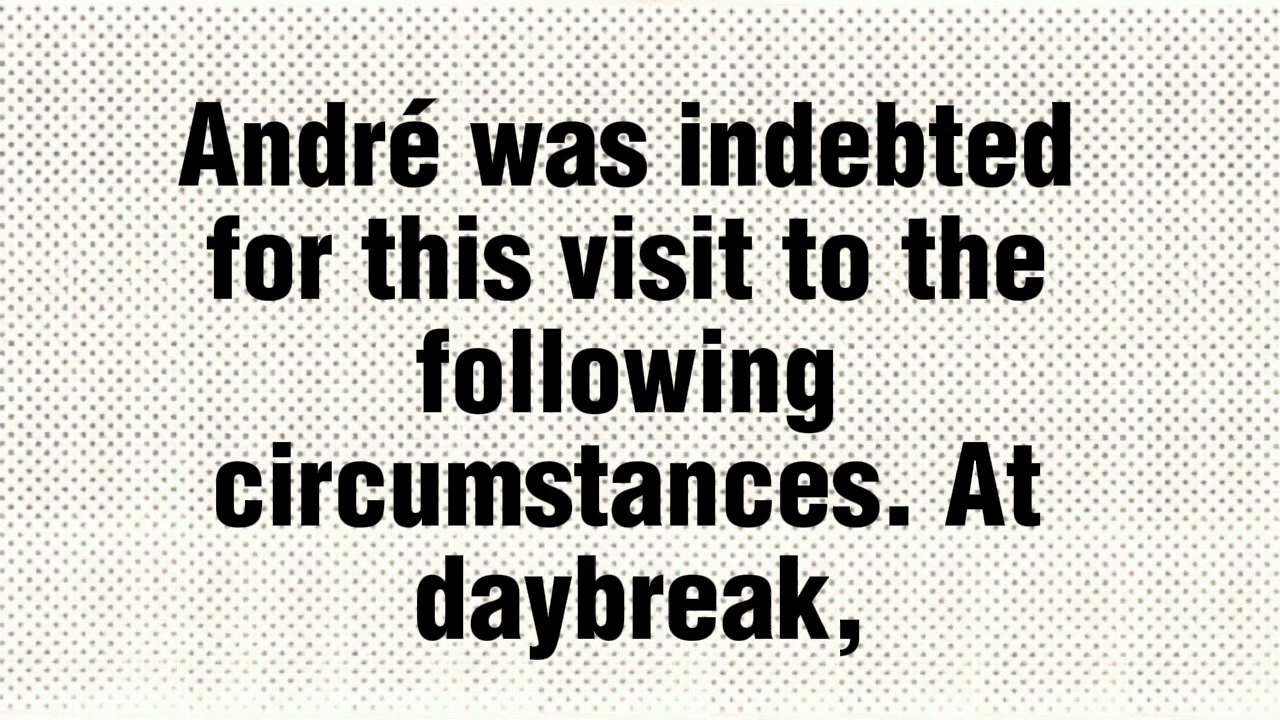 André was indebted
for this visit to the
following
circumstances. At
daybreak,